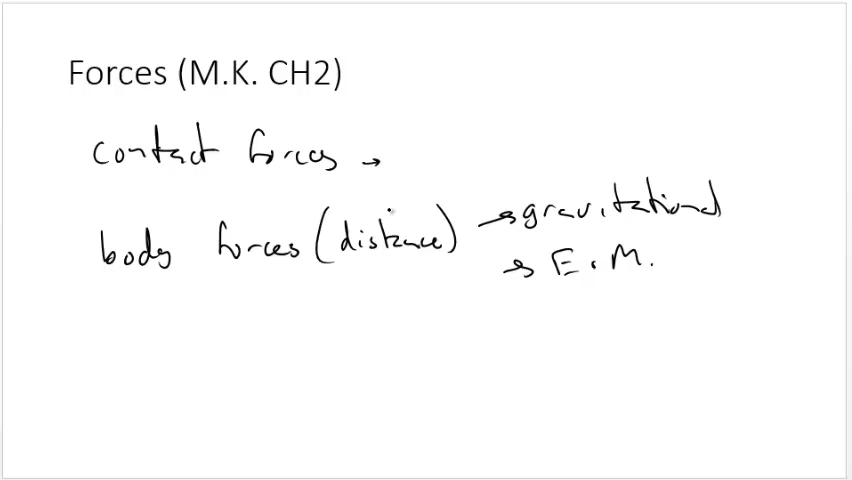 Forces (M.K. CH2)
contact forces →
body forces (distance) → gravitational
→ E.M.